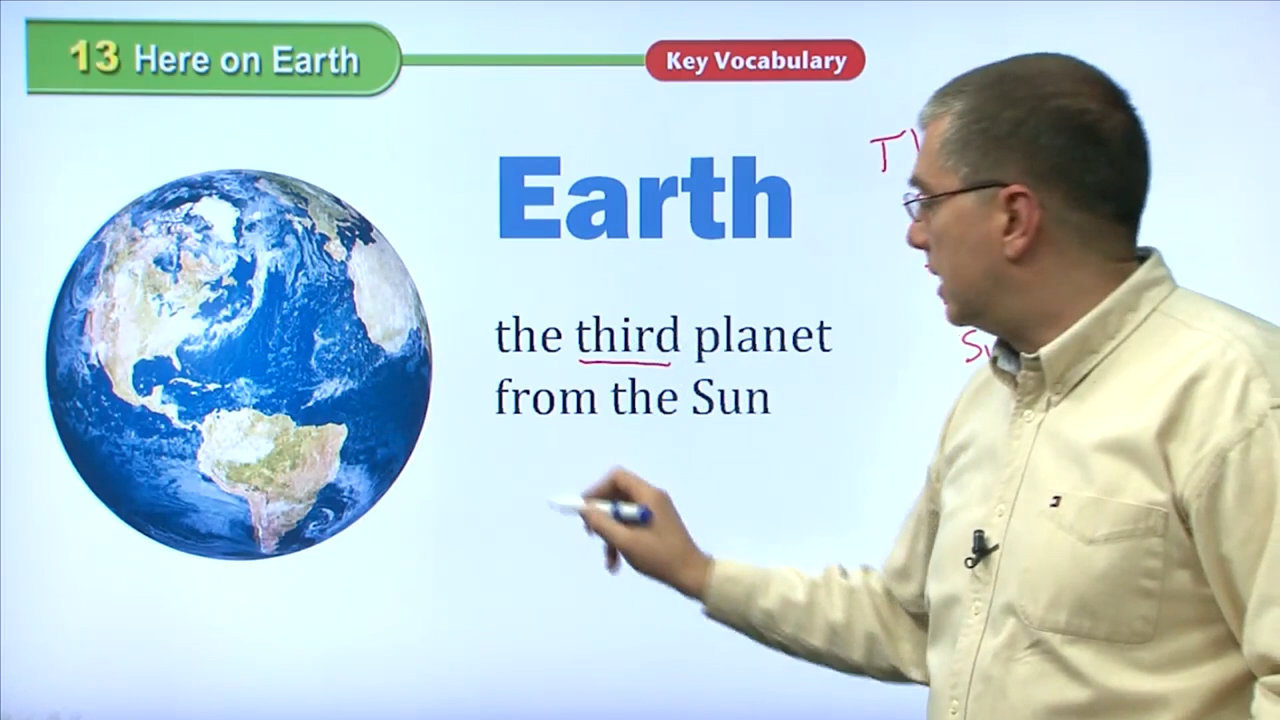 13 Here on Earth
Key Vocabulary
Earth
the third planet
from the Sun